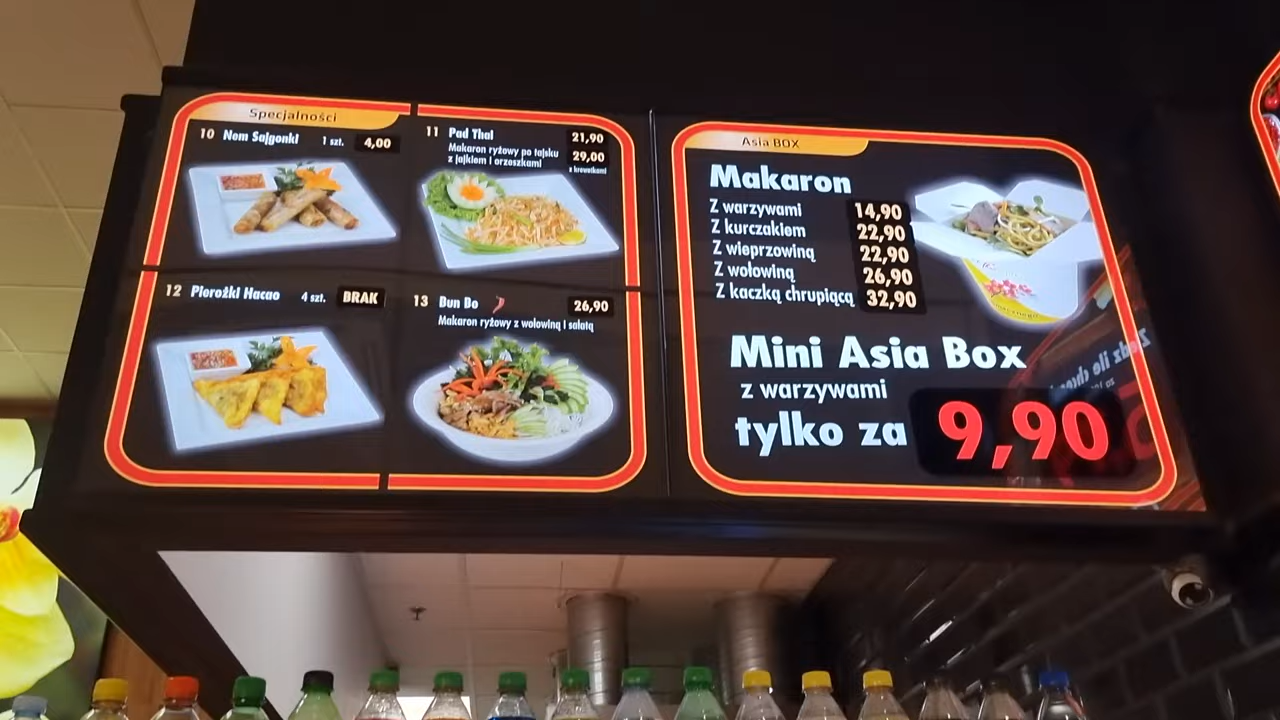 Specjalności
10 Nem Sajgonki 1 szt. 4,00
11 Pad Thai 21,90
Makaron ryżowy po tajsku 29,00
z jajkiem i orzeszkami z krewetkami
12 Pierożki Hacao 4 szt. BRAK
13 Bun Bo 26,90
Makaron ryżowy z wołowiną i sałatą
Asia BOX
Makaron
Z warzywami 14,90
Z kurczakiem 22,90
Z wieprzowiną 22,90
Z wołowiną 26,90
Z kaczką chrupiącą 32,90
Mini Asia Box
z warzywami
tylko za 9,90